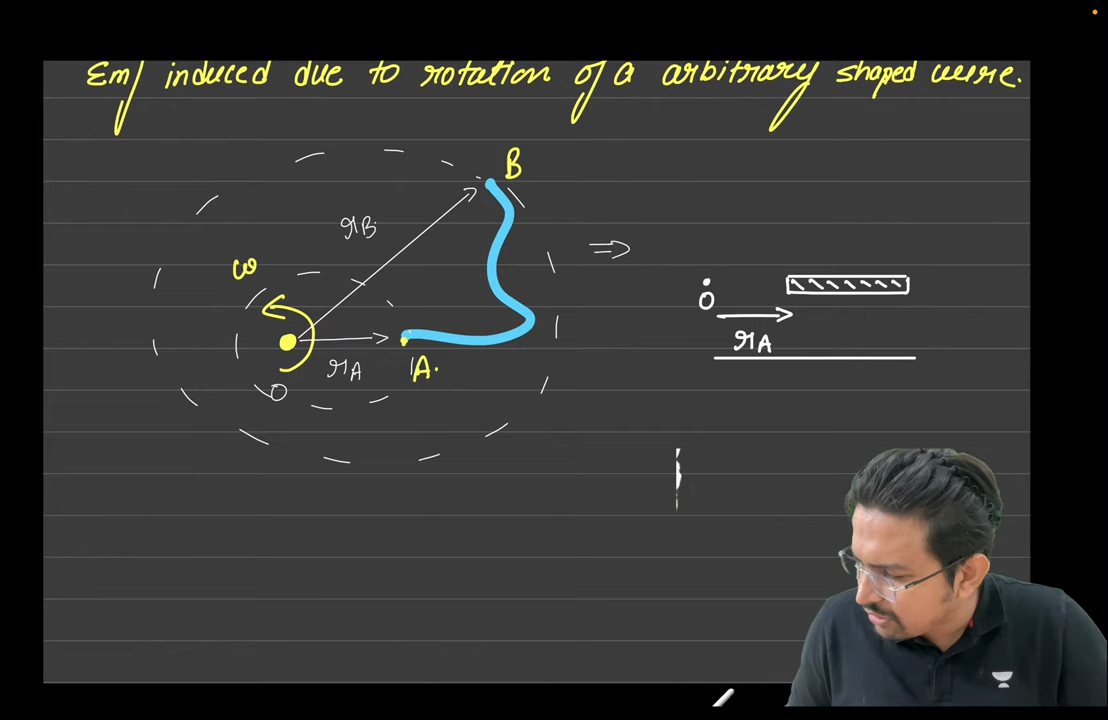 Emf induced due to rotation of a arbitrary shaped wire.
B
rB
ω
⇒
O
rA
A.
rA
O